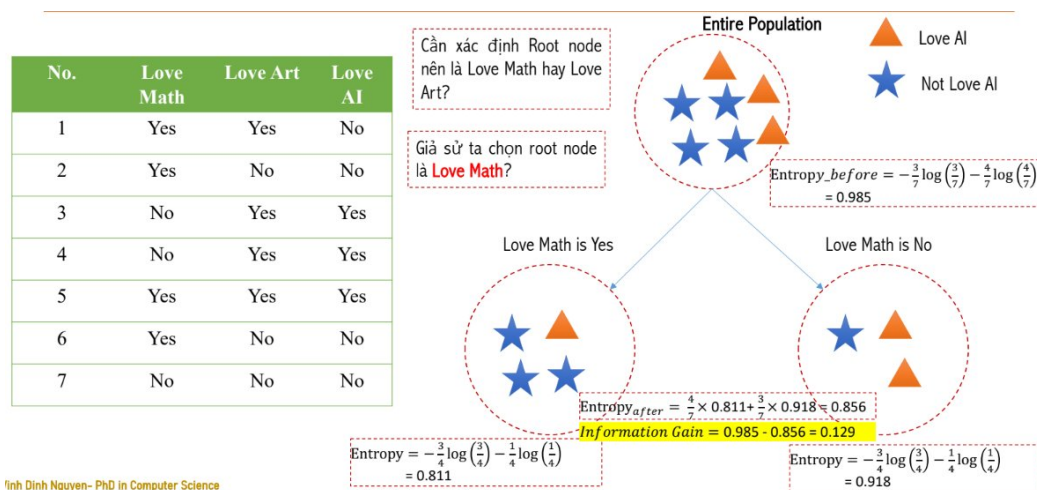 Entire Population
Love AI
Not Love AI
Cần xác định Root node
nên là Love Math hay Love
Art?
Giả sử ta chọn root node
là Love Math?
No. Love Math Love Art Love AI
1 Yes Yes No
2 Yes No No
3 No Yes Yes
4 No Yes Yes
5 Yes Yes Yes
6 Yes No No
7 No No No
Entropy_before = −3/7 log(3/7) − 4/7 log(4/7)
= 0.985
Love Math is Yes
Love Math is No
Entropy_after = 4/7 × 0.811+ 3/7 × 0.918 = 0.856
Information Gain = 0.985 - 0.856 = 0.129
Entropy = −3/4 log(3/4) − 1/4 log(1/4)
= 0.811
Entropy = −3/4 log(3/4) − 1/4 log(1/4)
= 0.918
Vinh Dinh Nguyen- PhD in Computer Science